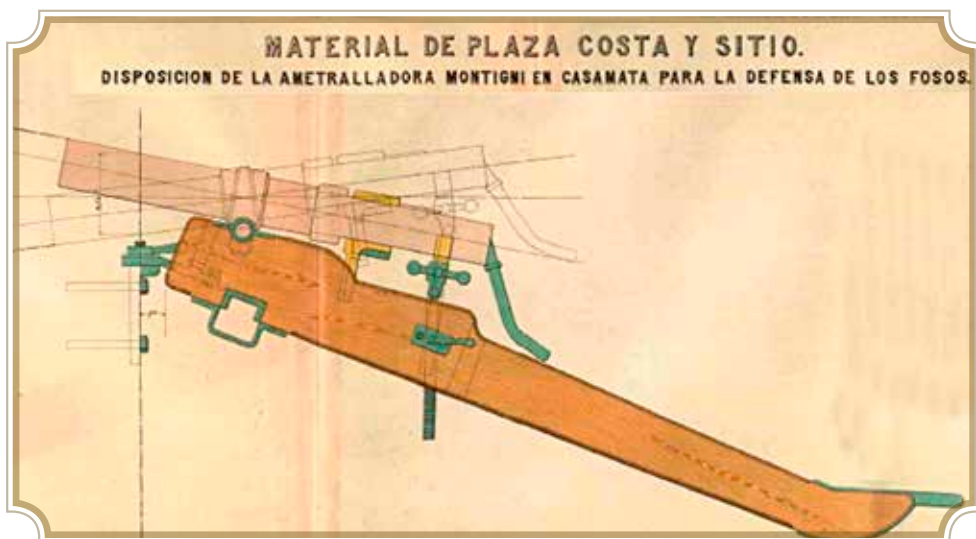 MATERIAL DE PLAZA COSTA Y SITIO.
DISPOSICION DE LA AMETRALLADORA MONTIGNI EN CASAMATA PARA LA DEFENSA DE LOS FOSOS.